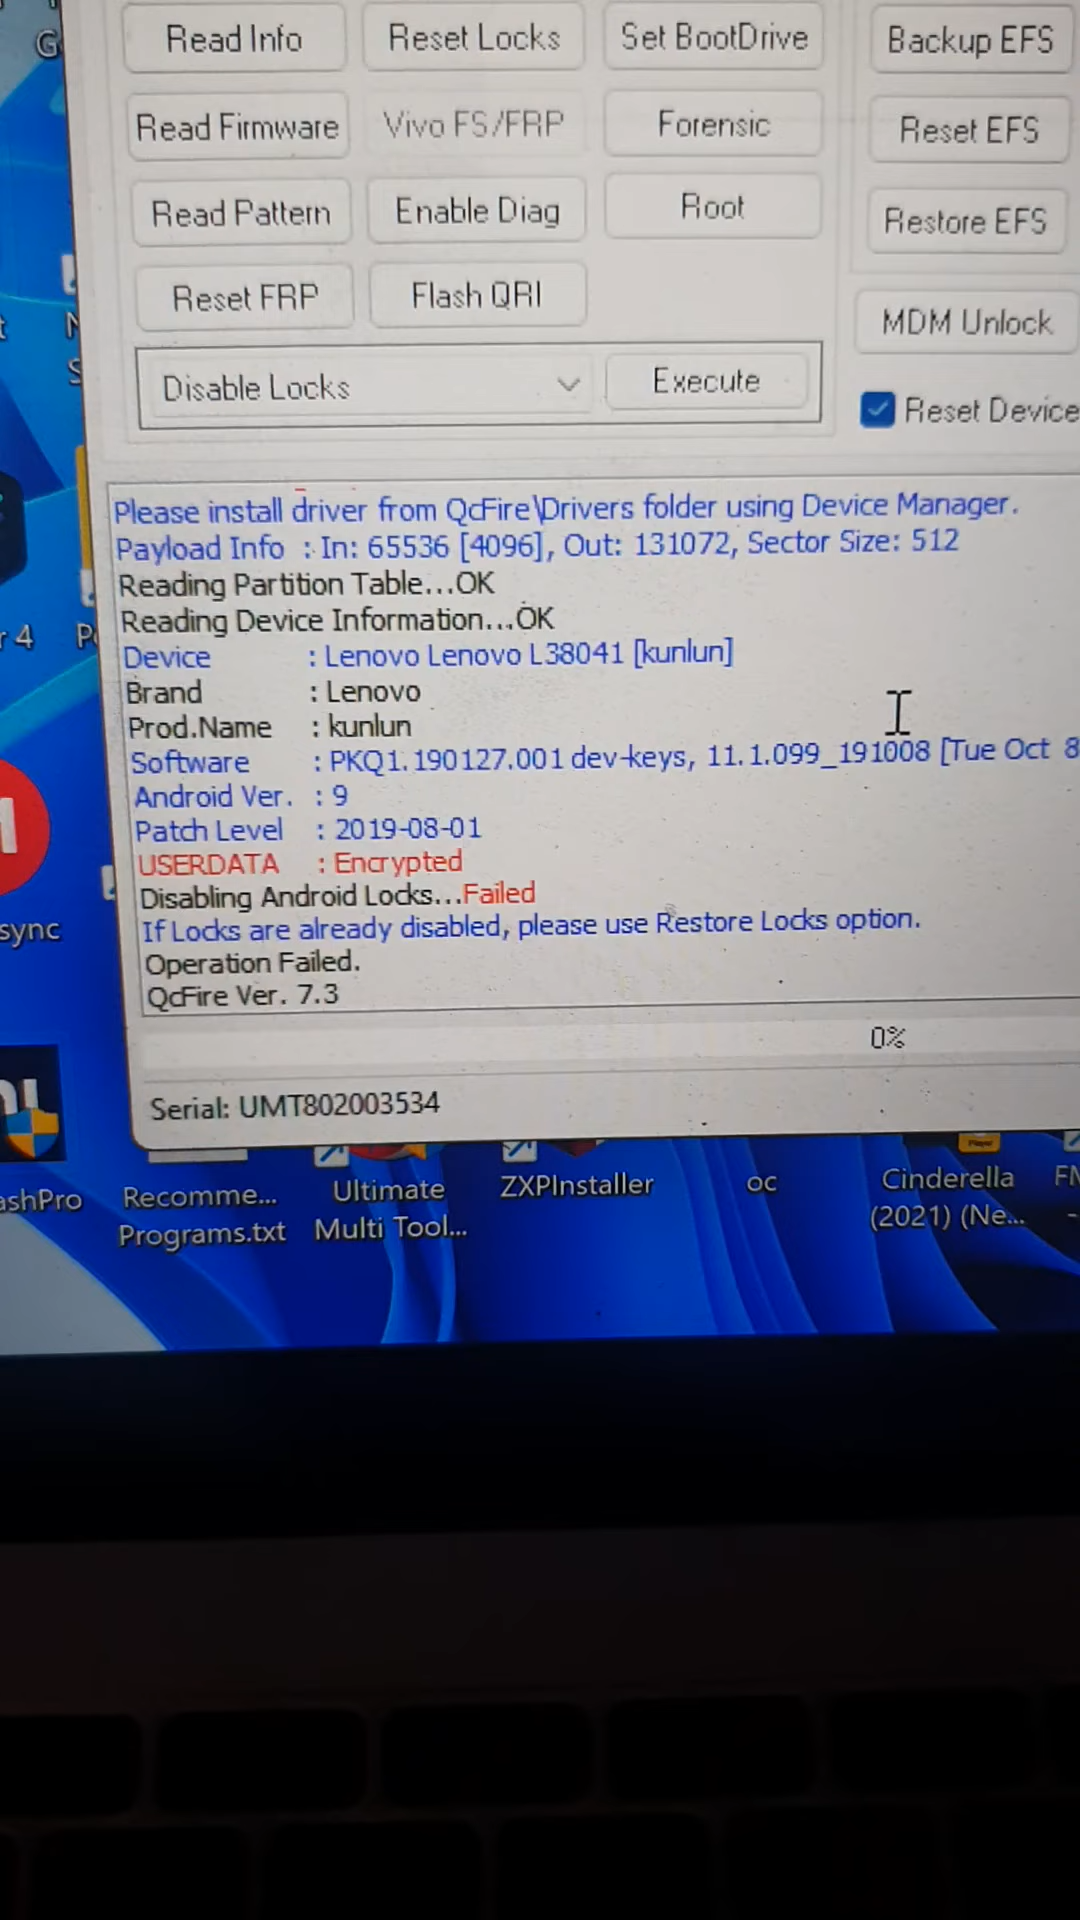 G
Read Info
Reset Locks
Set BootDrive
Backup EFS
Read Firmware
Vivo FS/FRP
Forensic
Reset EFS
Read Pattern
Enable Diag
Root
Restore EFS
Reset FRP
Flash QRI
MDM Unlock
Disable Locks
Execute
Reset Device
Please install driver from QcFire\Drivers folder using Device Manager.
Payload Info : In: 65536 [4096], Out: 131072, Sector Size: 512
Reading Partition Table...OK
Reading Device Information...OK
Device : Lenovo Lenovo L38041 [kunlun]
Brand : Lenovo
Prod.Name : kunlun
Software : PKQ1.190127.001 dev-keys, 11.1.099_191008 [Tue Oct 8
Android Ver. : 9
Patch Level : 2019-08-01
USERDATA : Encrypted
Disabling Android Locks...Failed
If Locks are already disabled, please use Restore Locks option.
Operation Failed.
QcFire Ver. 7.3
0%
Serial: UMT802003534
r 4
sync
ashPro
Recomme...
Programs.txt
Ultimate
Multi Tool...
ZXPInstaller
oc
Cinderella
(2021) (Ne...